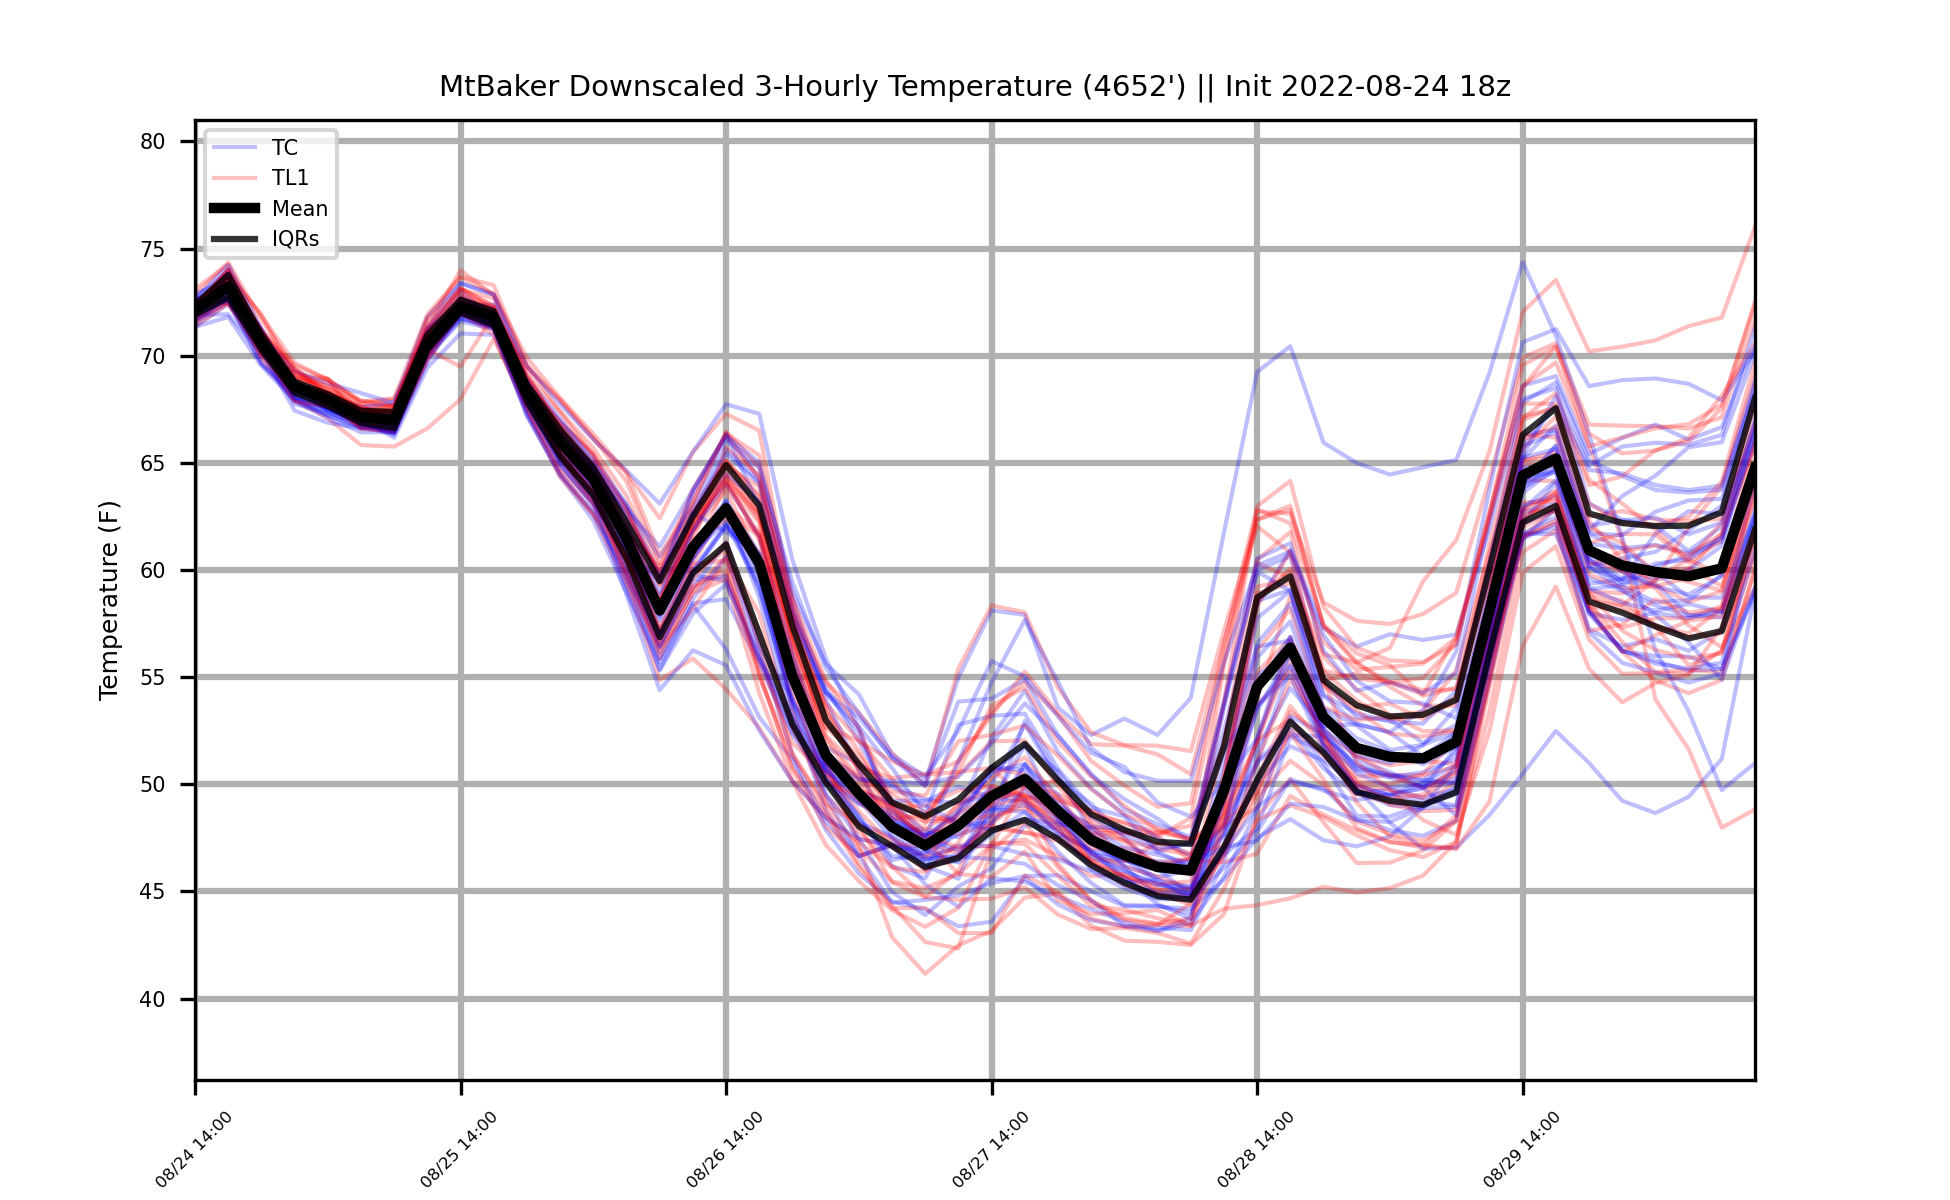 MtBaker Downscaled 3-Hourly Temperature (4652') || Init 2022-08-24 18z
TC
TL1
Mean
IQRs
Temperature (F)
80
75
70
65
60
55
50
45
40
08/24 14:00
08/25 14:00
08/26 14:00
08/27 14:00
08/28 14:00
08/29 14:00